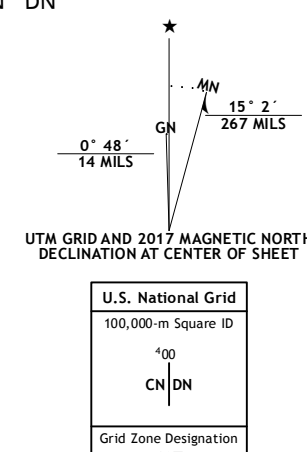 DN
★
MN
15° 2´
267 MILS
GN
0° 48´
14 MILS
UTM GRID AND 2017 MAGNETIC NORTH
DECLINATION AT CENTER OF SHEET
U.S. National Grid
100,000-m Square ID
⁴00
CN DN
Grid Zone Designation